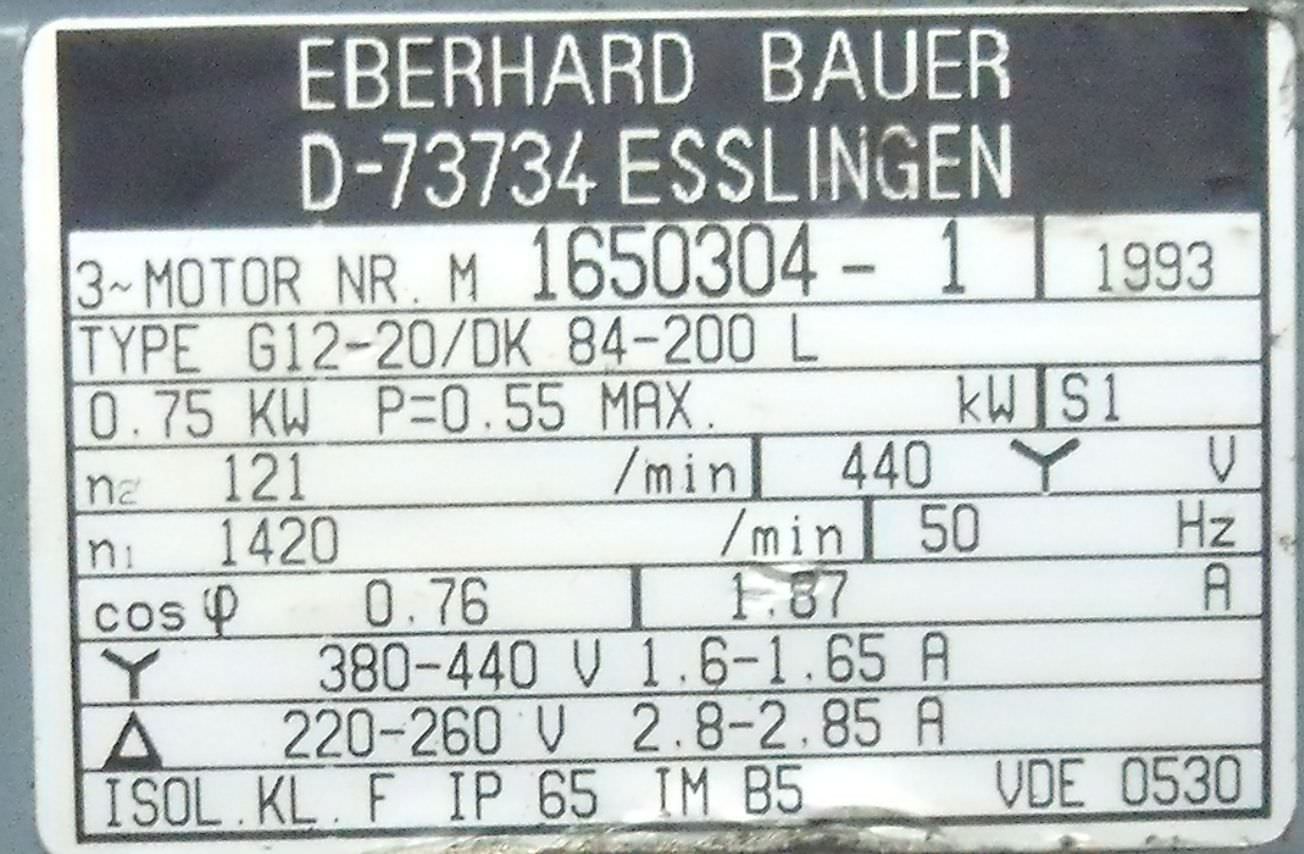 EBERHARD BAUER
D-73734 ESSLINGEN
3~MOTOR NR. M 1650304-1 1993
TYPE G12-20/DK 84-200 L
0.75 KW P=0.55 MAX. kW S1
n2 121 /min 440 Y V
n1 1420 /min 50 Hz
cos φ 0.76 1.87 A
Y 380-440 V 1.6-1.65 A
Δ 220-260 V 2.8-2.85 A
ISOL.KL.F IP 65 IM B5 VDE 0530